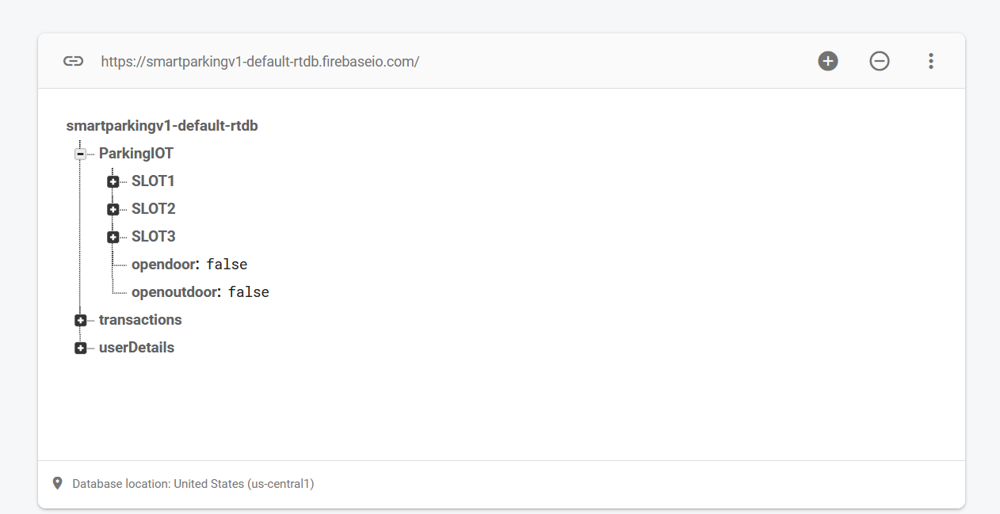 https://smartparkingv1-default-rtdb.firebaseio.com/
smartparkingv1-default-rtdb
ParkingIOT
SLOT1
SLOT2
SLOT3
opendoor: false
openoutdoor: false
transactions
userDetails
Database location: United States (us-central1)